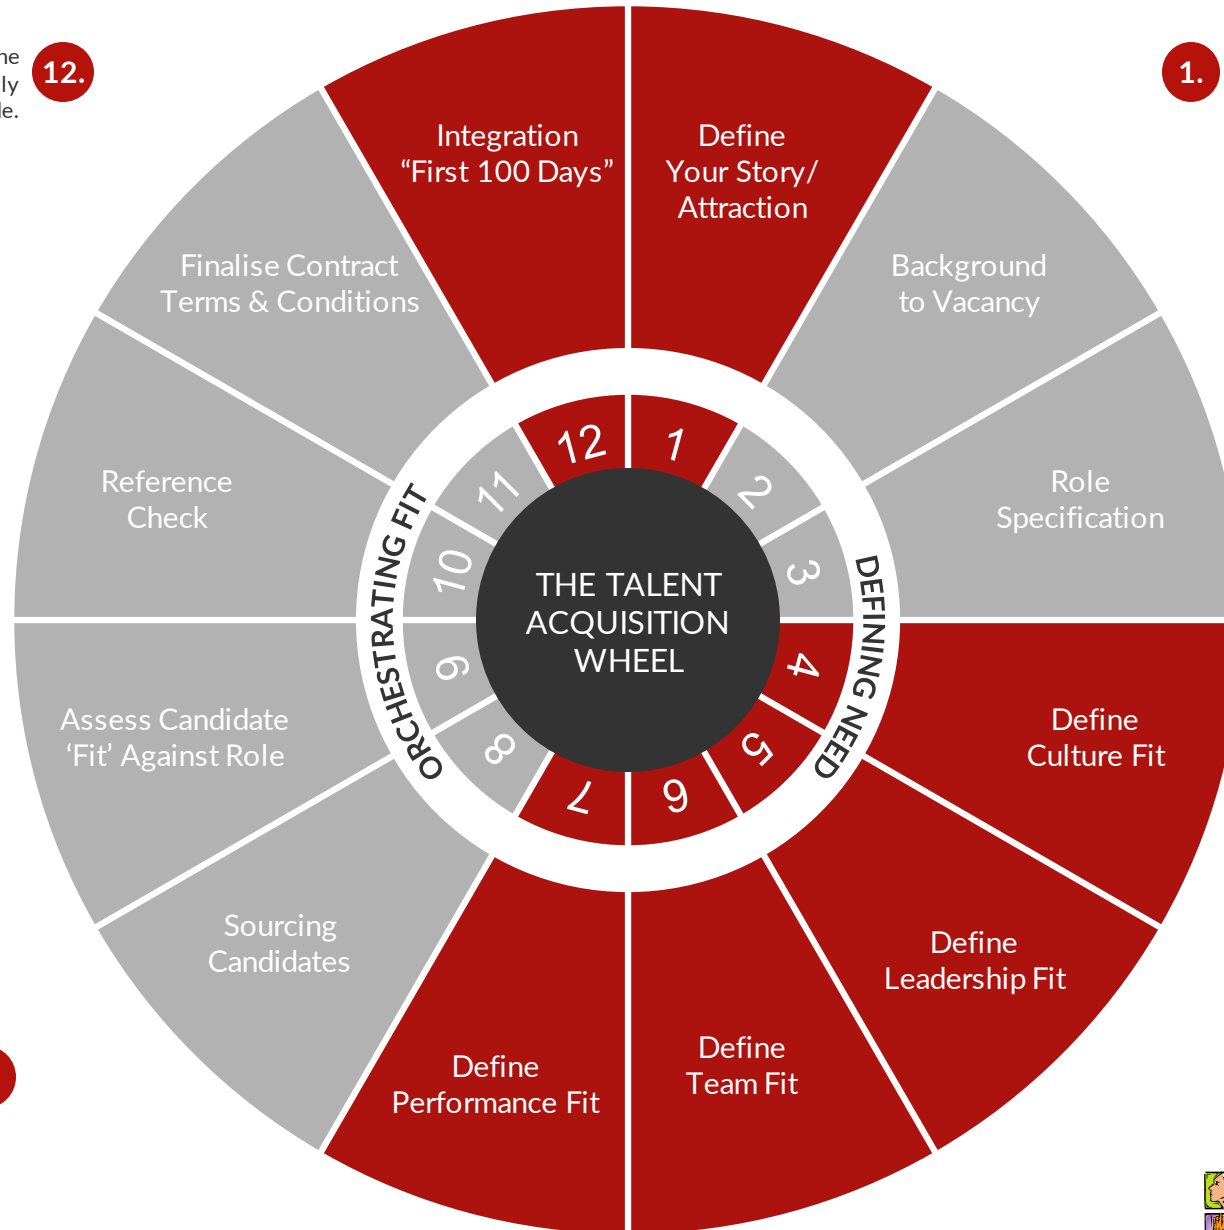 12.
1.
Integration
“First 100 Days”
Define
Your Story/
Attraction
Background
to Vacancy
Role
Specification
Define
Culture Fit
Define
Leadership Fit
Define
Team Fit
Define
Performance Fit
Sourcing
Candidates
Assess Candidate
‘Fit’ Against Role
Reference
Check
Finalise Contract
Terms & Conditions
1
2
3
4
5
6
7
8
9
10
11
12
DEFINING NEED
ORCHESTRATING FIT
THE TALENT
ACQUISITION
WHEEL